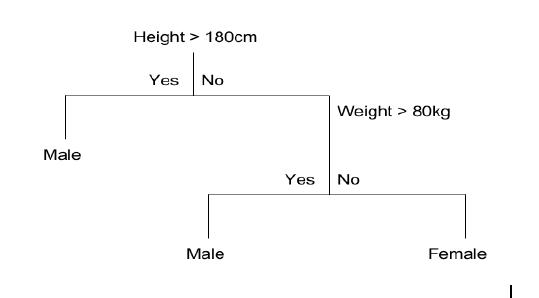 Height > 180cm
Yes No
Weight > 80kg
Male
Yes No
Male Female